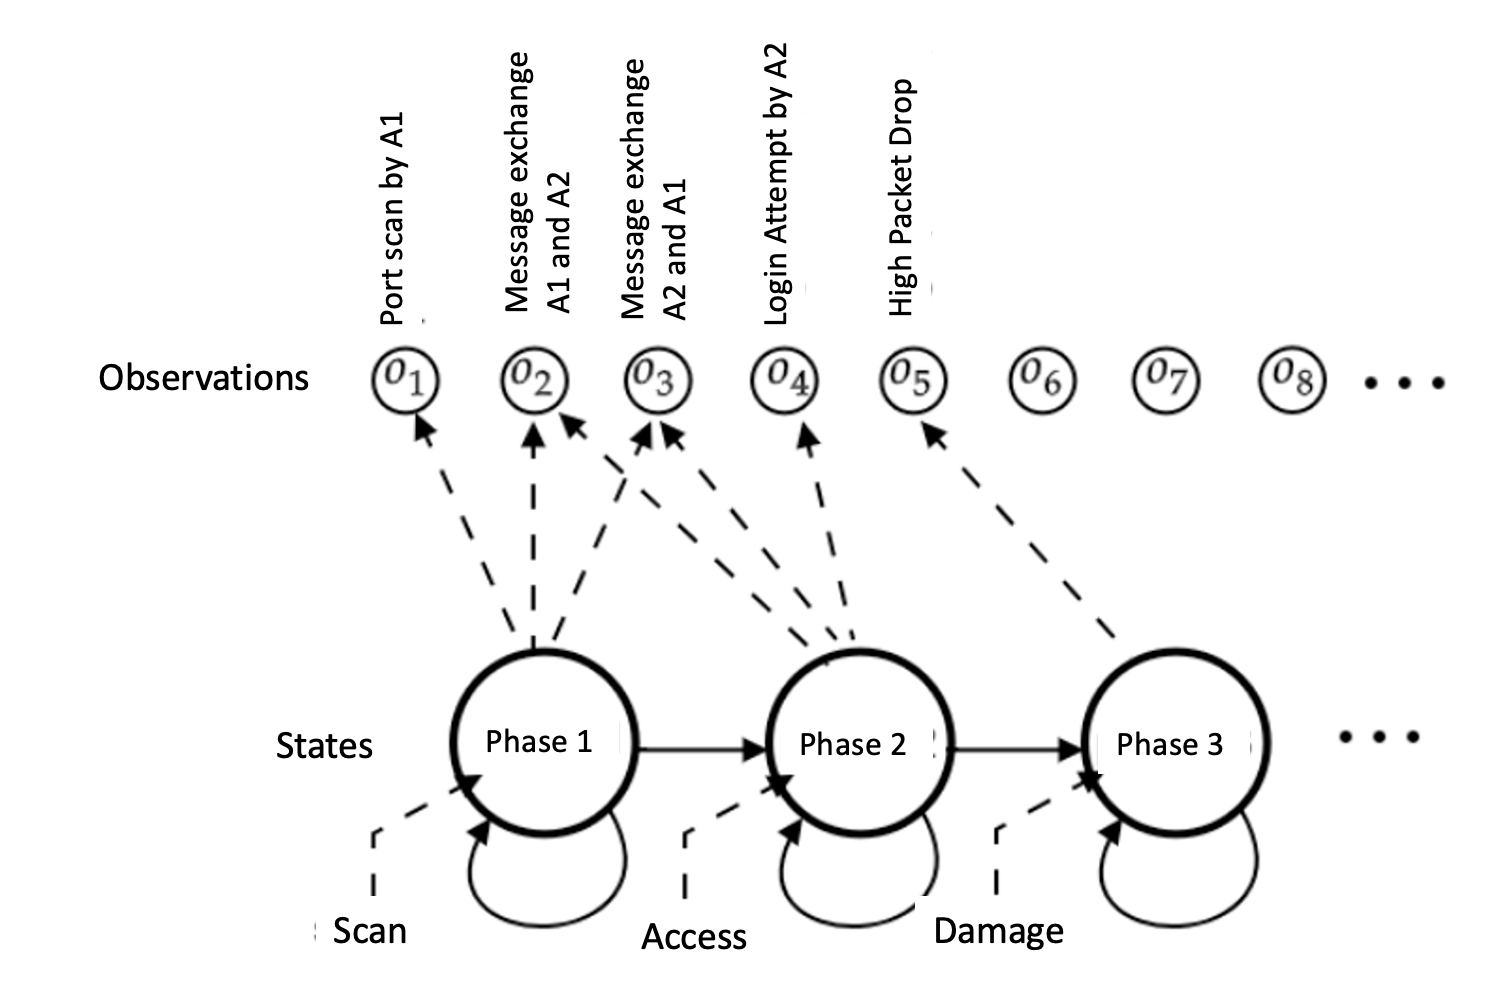 Port scan by A1
Message exchange
A1 and A2
Message exchange
A2 and A1
Login Attempt by A2
High Packet Drop
Observations
o1
o2
o3
o4
o5
o6
o7
o8
• • •
States
Phase 1
Phase 2
Phase 3
• • •
Scan
Access
Damage